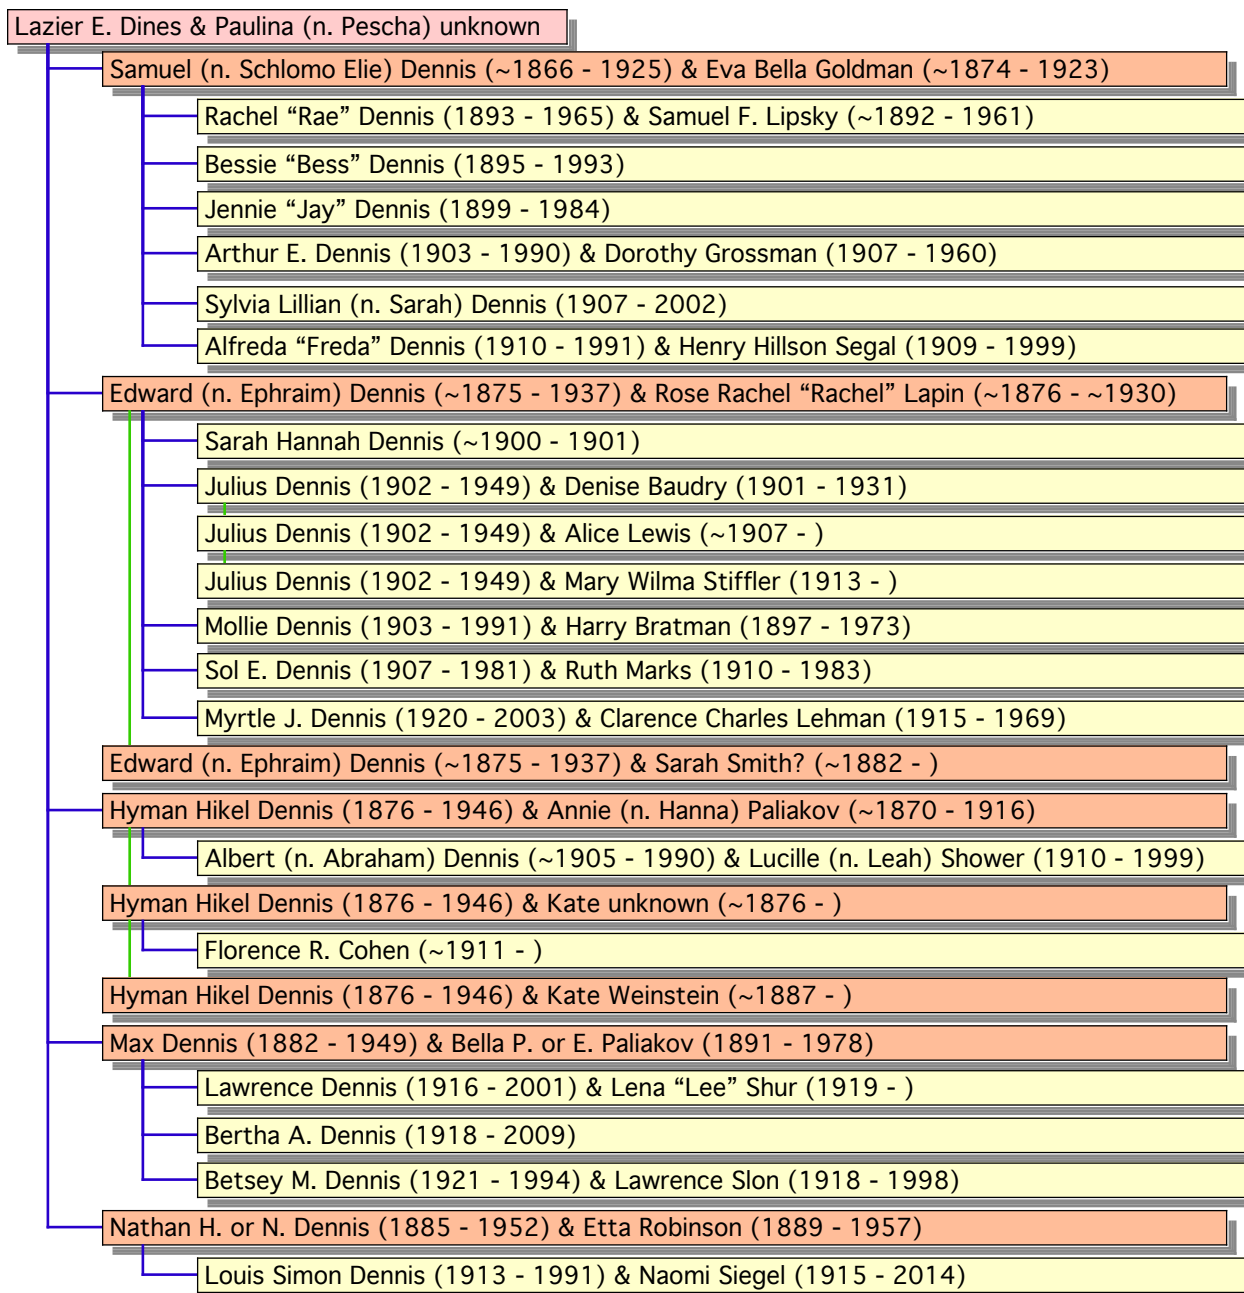 Lazier E. Dines & Paulina (n. Pescha) unknown
Samuel (n. Schlomo Elie) Dennis (~1866 - 1925) & Eva Bella Goldman (~1874 - 1923)
Rachel “Rae” Dennis (1893 - 1965) & Samuel F. Lipsky (~1892 - 1961)
Bessie “Bess” Dennis (1895 - 1993)
Jennie “Jay” Dennis (1899 - 1984)
Arthur E. Dennis (1903 - 1990) & Dorothy Grossman (1907 - 1960)
Sylvia Lillian (n. Sarah) Dennis (1907 - 2002)
Alfreda “Freda” Dennis (1910 - 1991) & Henry Hillson Segal (1909 - 1999)
Edward (n. Ephraim) Dennis (~1875 - 1937) & Rose Rachel “Rachel” Lapin (~1876 - ~1930)
Sarah Hannah Dennis (~1900 - 1901)
Julius Dennis (1902 - 1949) & Denise Baudry (1901 - 1931)
Julius Dennis (1902 - 1949) & Alice Lewis (~1907 - )
Julius Dennis (1902 - 1949) & Mary Wilma Stiffler (1913 - )
Mollie Dennis (1903 - 1991) & Harry Bratman (1897 - 1973)
Sol E. Dennis (1907 - 1981) & Ruth Marks (1910 - 1983)
Myrtle J. Dennis (1920 - 2003) & Clarence Charles Lehman (1915 - 1969)
Edward (n. Ephraim) Dennis (~1875 - 1937) & Sarah Smith? (~1882 - )
Hyman Hikel Dennis (1876 - 1946) & Annie (n. Hanna) Paliakov (~1870 - 1916)
Albert (n. Abraham) Dennis (~1905 - 1990) & Lucille (n. Leah) Shower (1910 - 1999)
Hyman Hikel Dennis (1876 - 1946) & Kate unknown (~1876 - )
Florence R. Cohen (~1911 - )
Hyman Hikel Dennis (1876 - 1946) & Kate Weinstein (~1887 - )
Max Dennis (1882 - 1949) & Bella P. or E. Paliakov (1891 - 1978)
Lawrence Dennis (1916 - 2001) & Lena “Lee” Shur (1919 - )
Bertha A. Dennis (1918 - 2009)
Betsey M. Dennis (1921 - 1994) & Lawrence Slon (1918 - 1998)
Nathan H. or N. Dennis (1885 - 1952) & Etta Robinson (1889 - 1957)
Louis Simon Dennis (1913 - 1991) & Naomi Siegel (1915 - 2014)